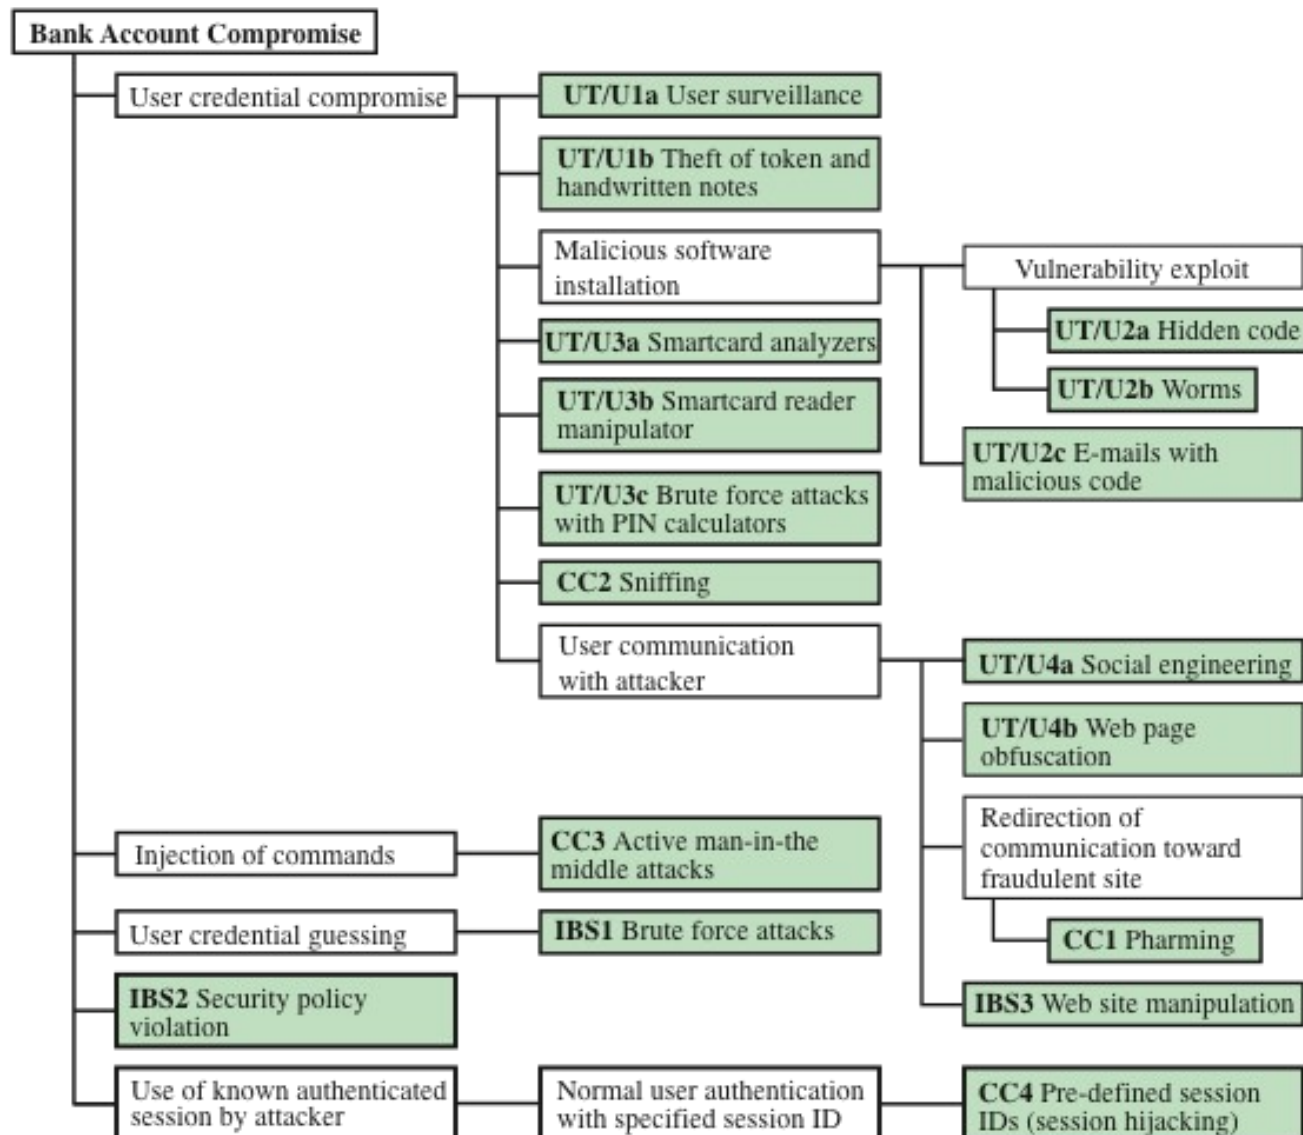 Bank Account Compromise
User credential compromise
UT/U1a User surveillance
UT/U1b Theft of token and
handwritten notes
Malicious software
installation
Vulnerability exploit
UT/U2a Hidden code
UT/U2b Worms
UT/U2c E-mails with
malicious code
UT/U3a Smartcard analyzers
UT/U3b Smartcard reader
manipulator
UT/U3c Brute force attacks
with PIN calculators
CC2 Sniffing
User communication
with attacker
UT/U4a Social engineering
UT/U4b Web page
obfuscation
Redirection of
communication toward
fraudulent site
CC1 Pharming
IBS3 Web site manipulation
Injection of commands
CC3 Active man-in-the
middle attacks
User credential guessing
IBS1 Brute force attacks
IBS2 Security policy
violation
Use of known authenticated
session by attacker
Normal user authentication
with specified session ID
CC4 Pre-defined session
IDs (session hijacking)